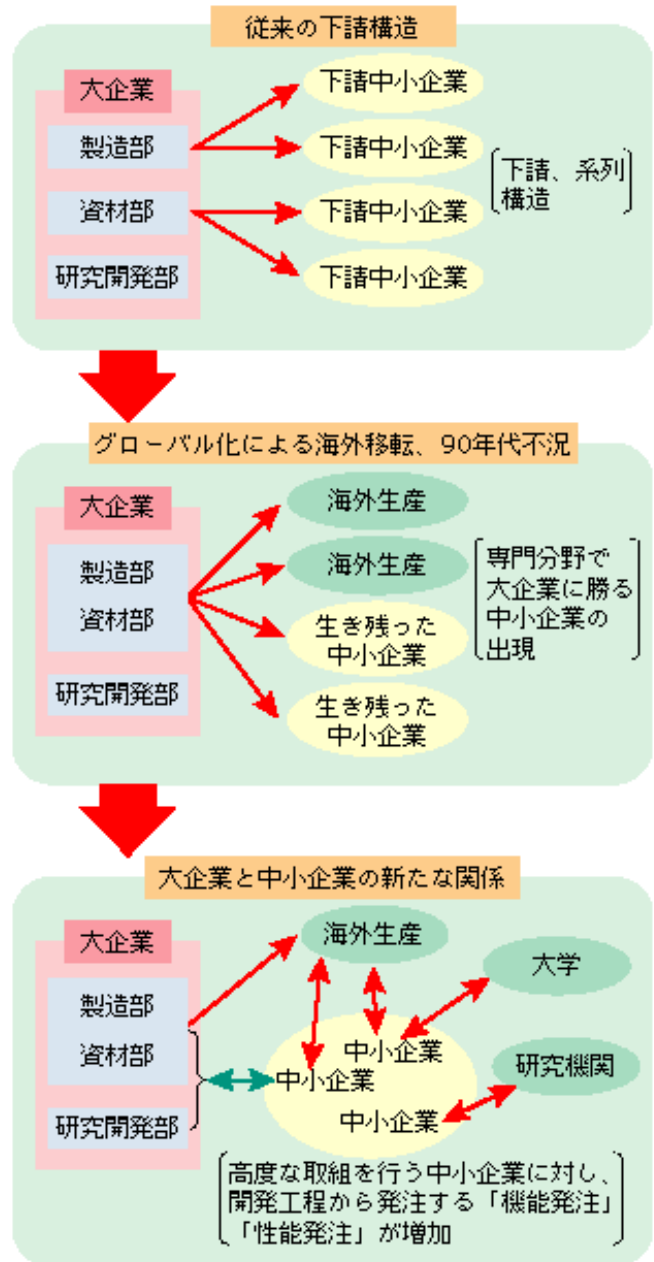 従来の下請構造
大企業
製造部
資材部
研究開発部
下請中小企業
下請中小企業
下請中小企業
下請中小企業
下請、系列
構造
グローバル化による海外移転、90年代不況
大企業
製造部
資材部
研究開発部
海外生産
海外生産
生き残った
中小企業
生き残った
中小企業
専門分野で
大企業に勝る
中小企業の
出現
大企業と中小企業の新たな関係
大企業
製造部
資材部
研究開発部
海外生産
大学
中小企業
中小企業
中小企業
研究機関
高度な取組を行う中小企業に対し、
開発工程から発注する「機能発注」
「性能発注」が増加